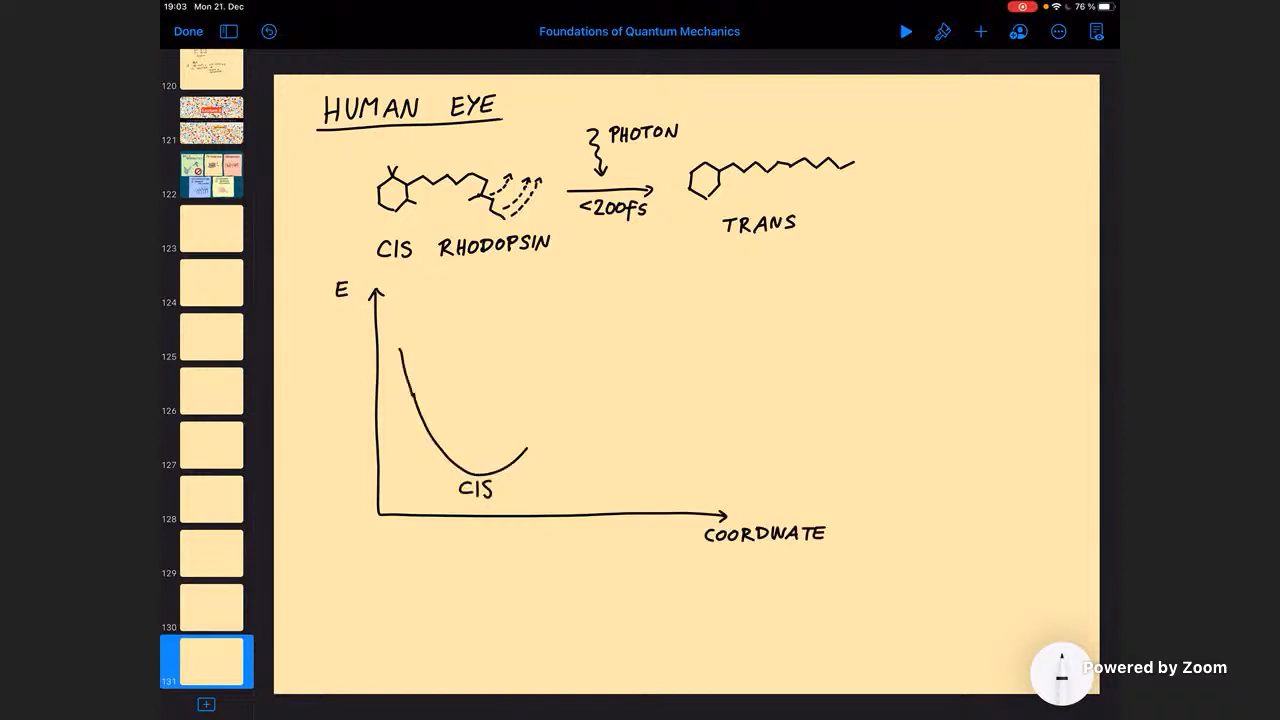 19:03 Mon 21. Dec
76 %
Done
Foundations of Quantum Mechanics
120
121
122
123
124
125
126
127
128
129
130
131
HUMAN EYE
PHOTON
<200fs
CIS RHODOPSIN
TRANS
E
CIS
COORDINATE
Powered by Zoom